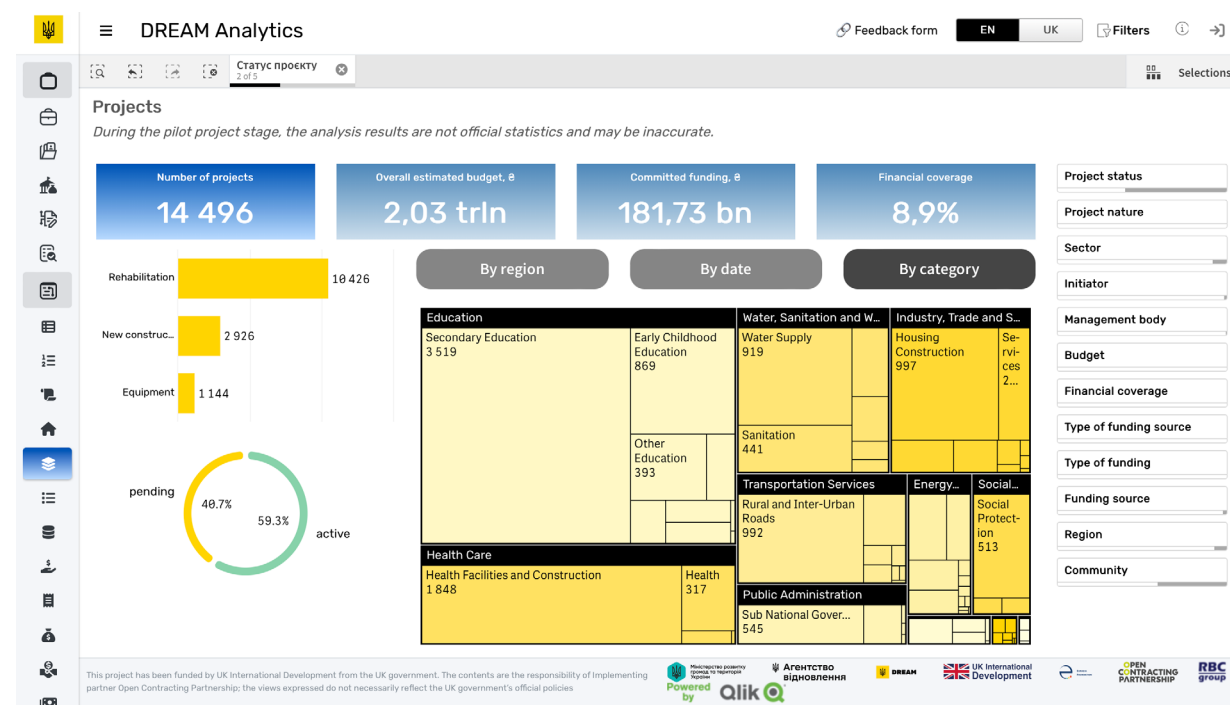 DREAM Analytics
Feedback form
EN
UK
Filters
Статус проєкту
2 of 5
Selections
Projects
During the pilot project stage, the analysis results are not official statistics and may be inaccurate.
Number of projects
14 496
Overall estimated budget, ₴
2,03 trln
Committed funding, ₴
181,73 bn
Financial coverage
8,9%
Rehabilitation
10 426
New construc...
2 926
Equipment
1 144
pending
40.7%
59.3%
active
By region
By date
By category
Education
Secondary Education
3 519
Early Childhood
Education
869
Other
Education
393
Health Care
Health Facilities and Construction
1 848
Health
317
Water, Sanitation and W...
Water Supply
919
Sanitation
441
Industry, Trade and S...
Housing
Construction
997
Se-
rvi-
ces
2...
Transportation Services
Rural and Inter-Urban
Roads
992
Energy...
Social...
Social
Protect-
ion
513
Public Administration
Sub National Gover...
545
Project status
Project nature
Sector
Initiator
Management body
Budget
Financial coverage
Type of funding source
Type of funding
Funding source
Region
Community
This project has been funded by UK International Development from the UK government. The contents are the responsibility of Implementing
partner Open Contracting Partnership; the views expressed do not necessarily reflect the UK government's official policies
Міністерство розвитку
громад та територій
України
Агентство
відновлення
DREAM
UK International
Development
OPEN
CONTRACTING
PARTNERSHIP
RBC
group
Powered
by
Qlik